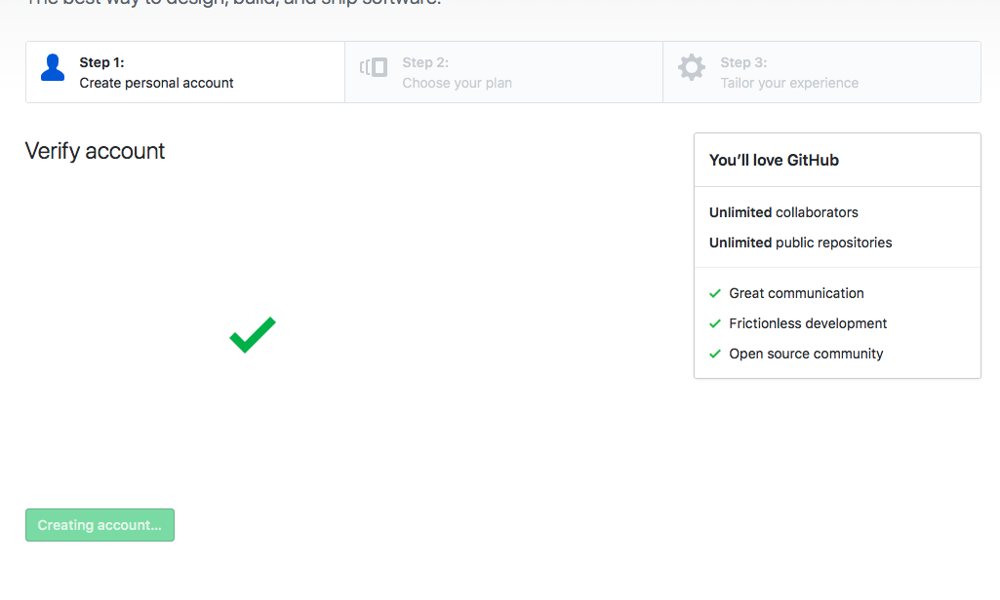 The best way to design, build, and ship software.
Step 1:
Create personal account
Step 2:
Choose your plan
Step 3:
Tailor your experience
Verify account
You’ll love GitHub
Unlimited collaborators
Unlimited public repositories
Great communication
Frictionless development
Open source community
Creating account...